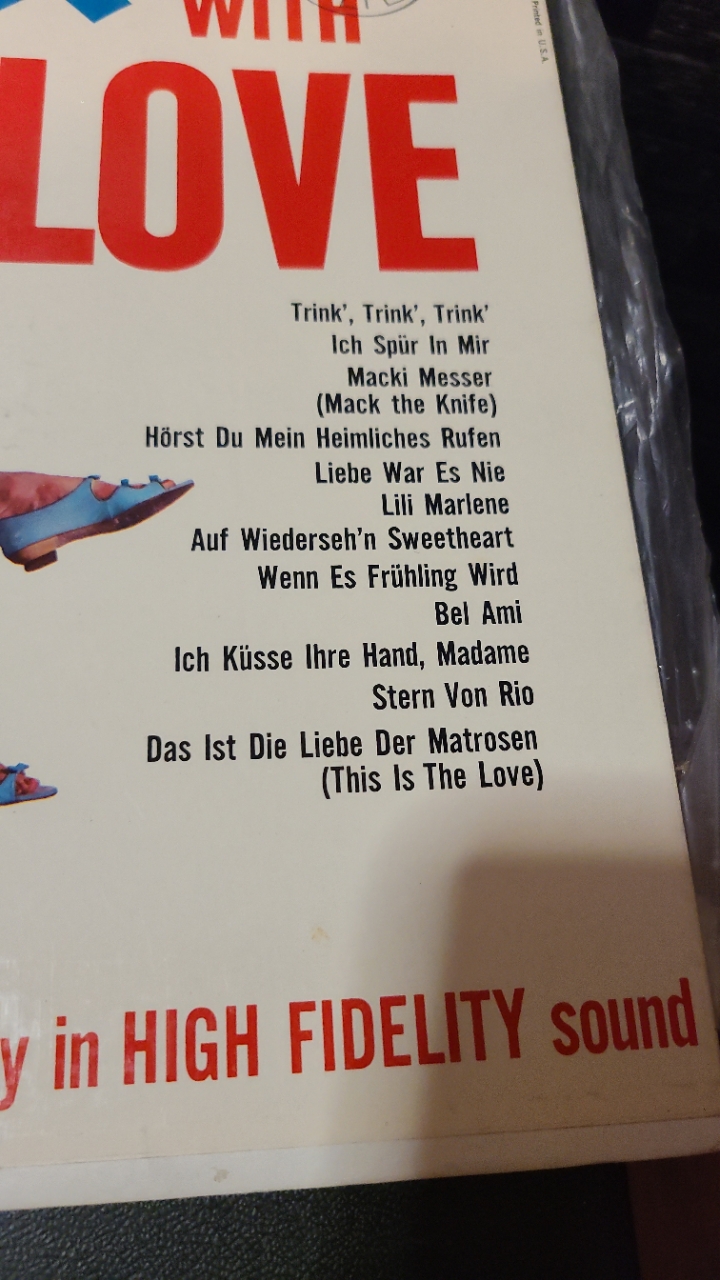 WITH
Printed in U.S.A.
LOVE
Trink', Trink', Trink'
Ich Spür In Mir
Macki Messer
(Mack the Knife)
Hörst Du Mein Heimliches Rufen
Liebe War Es Nie
Lili Marlene
Auf Wiederseh'n Sweetheart
Wenn Es Frühling Wird
Bel Ami
Ich Küsse Ihre Hand, Madame
Stern Von Rio
Das Ist Die Liebe Der Matrosen
(This Is The Love)
y in HIGH FIDELITY sound